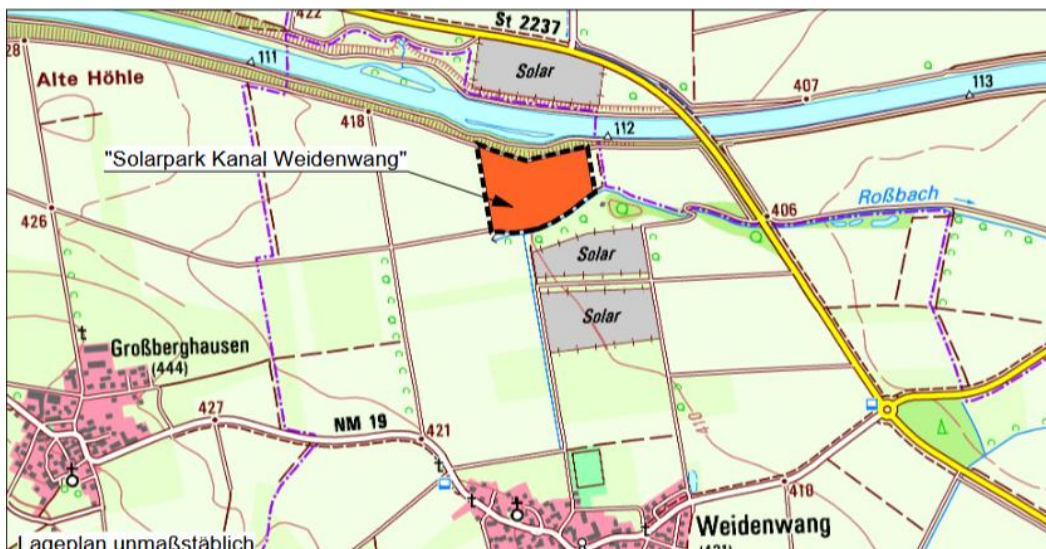 422
St 2237
28
Alte Höhle
111
Solar
407
113
418
112
"Solarpark Kanal Weidenwang"
426
Roßbach
406
Solar
Solar
Großberghausen
(444)
427
NM 19
421
410
410
Weidenwang
(421)
Lageplan unmaßstäblich